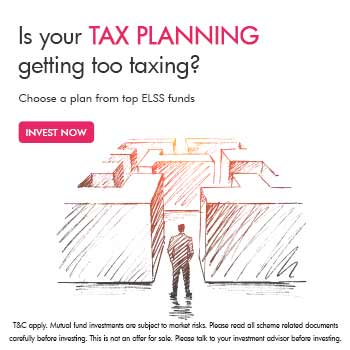 Is your TAX PLANNING
getting too taxing?
Choose a plan from top ELSS funds
INVEST NOW
T&C apply. Mutual fund investments are subject to market risks. Please read all scheme related documents
carefully before investing. This is not an offer for sale. Please talk to your investment advisor before investing.